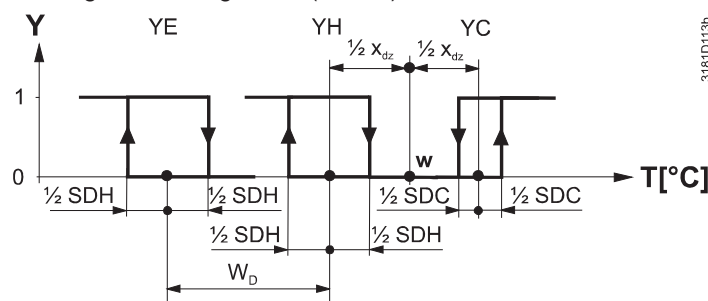 Y
YE
YH
YC
½ x_dz
½ x_dz
3181D113b
1
w
0
T[°C]
½ SDH
½ SDH
½ SDC
½ SDC
½ SDH
½ SDH
W_D